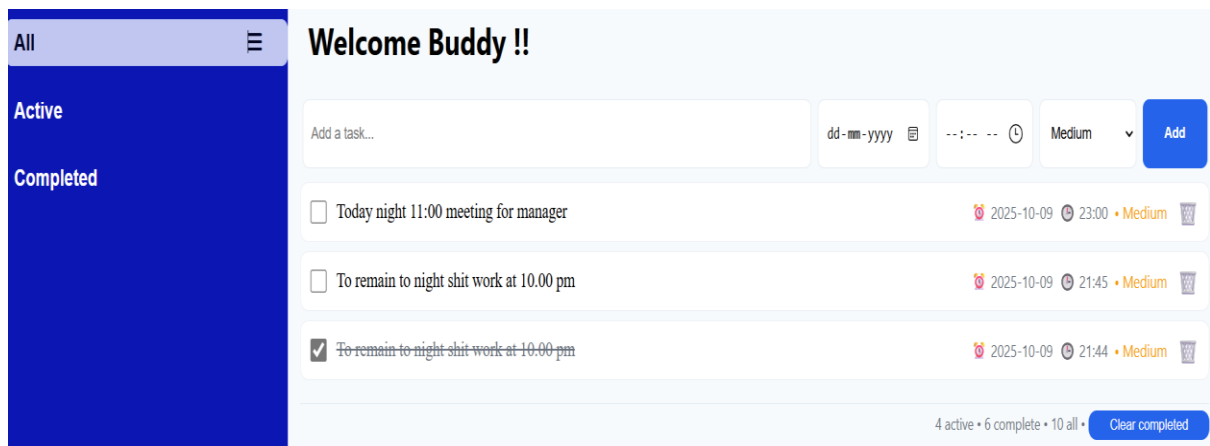 All
Welcome Buddy !!
Active
Completed
Add a task...
dd-mm-yyyy
--:-- --
Medium
Add
Today night 11:00 meeting for manager
2025-10-09 23:00 • Medium
To remain to night shit work at 10.00 pm
2025-10-09 21:45 • Medium
To remain to night shit work at 10.00 pm
2025-10-09 21:44 • Medium
4 active • 6 complete • 10 all •
Clear completed